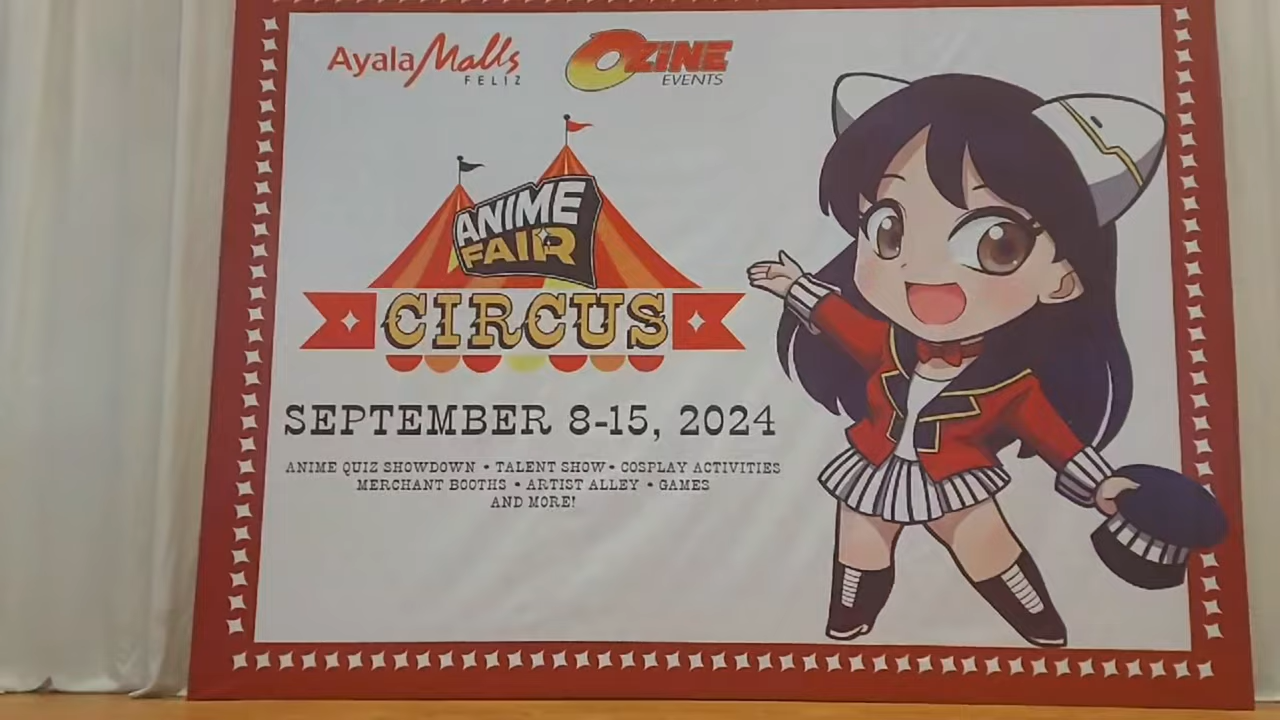 Ayala Malls
FELIZ
OZINE
EVENTS
ANIME
FAIR
CIRCUS
SEPTEMBER 8-15, 2024
ANIME QUIZ SHOWDOWN • TALENT SHOW • COSPLAY ACTIVITIES
MERCHANT BOOTHS • ARTIST ALLEY • GAMES
AND MORE!